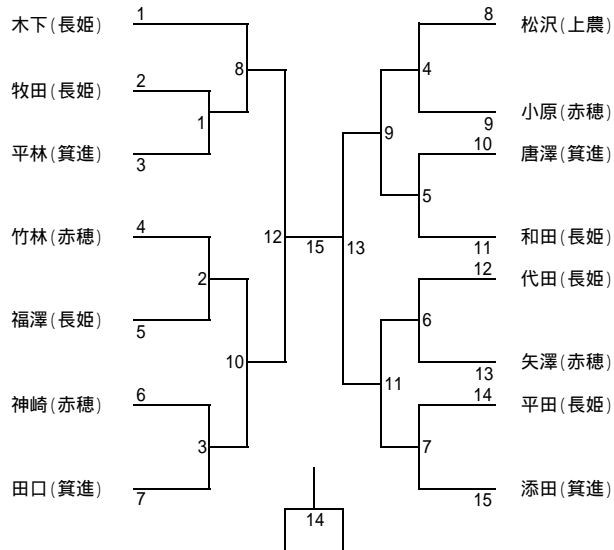 木下(長姫) 1
牧田(長姫) 2
平林(箕進) 3
竹林(赤穂) 4
福澤(長姫) 5
神崎(赤穂) 6
田口(箕進) 7
8
1
2
10
3
12
15
13
9
4
5
11
6
7
14
8 松沢(上農)
9 小原(赤穂)
10 唐澤(箕進)
11 和田(長姫)
12 代田(長姫)
13 矢澤(赤穂)
14 平田(長姫)
15 添田(箕進)